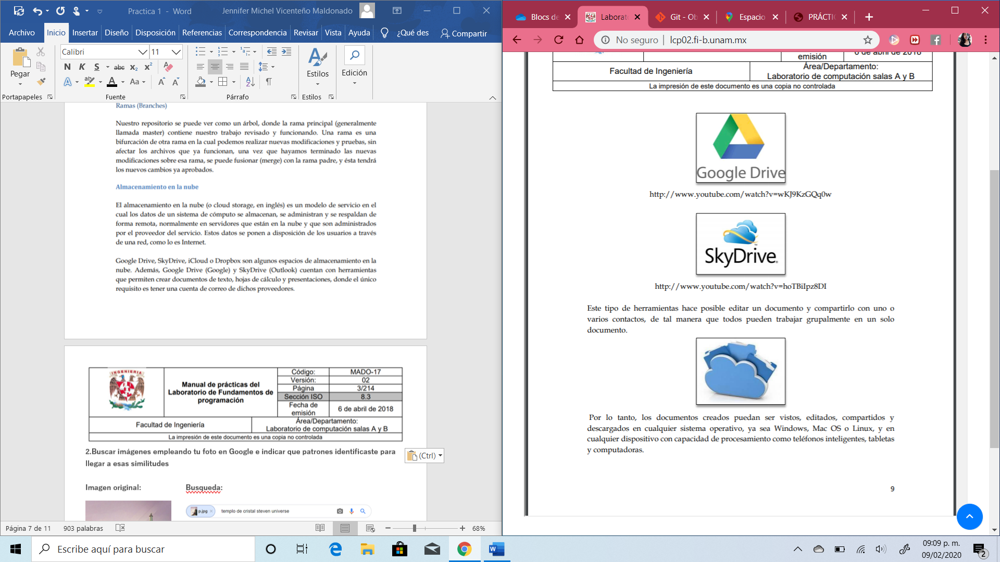 Practica 1 - Word
Jennifer Michel Vicenteño Maldonado
Archivo
Inicio
Insertar
Diseño
Disposición
Referencias
Correspondencia
Revisar
Vista
Ayuda
¿Qué des
Compartir
Pegar
Calibri
11
N K S abc x₂ x²
A
Aa
Estilos
Edición
Portapapeles
Fuente
Párrafo
Estilos
Ramas (Branches)
Nuestro repositorio se puede ver como un árbol, donde la rama principal (generalmente
llamada master) contiene nuestro trabajo revisado y funcionando. Una rama es una
bifurcación de otra rama en la cual podemos realizar nuevas modificaciones y pruebas, sin
afectar los archivos que ya funcionan, una vez que hayamos terminado las nuevas
modificaciones sobre esa rama, se puede fusionar (merge) con la rama padre, y ésta tendrá
los nuevos cambios ya aprobados.
Almacenamiento en la nube
El almacenamiento en la nube (o cloud storage, en inglés) es un modelo de servicio en el
cual los datos de un sistema de cómputo se almacenan, se administran y se respaldan de
forma remota, normalmente en servidores que están en la nube y que son administrados
por el proveedor del servicio. Estos datos se ponen a disposición de los usuarios a través
de una red, como lo es Internet.
Google Drive, SkyDrive, iCloud o Dropbox son algunos espacios de almacenamiento en la
nube. Además, Google Drive (Google) y SkyDrive (Outlook) cuentan con herramientas
que permiten crear documentos de texto, hojas de cálculo y presentaciones, donde el único
requisito es tener una cuenta de correo de dichos proveedores.
INGENIERIA
Manual de prácticas del
Laboratorio de Fundamentos de
programación
Código:
MADO-17
Versión:
02
Página
3/214
Sección ISO
8.3
Fecha de
emisión
6 de abril de 2018
Facultad de Ingeniería
Área/Departamento:
Laboratorio de computación salas A y B
La impresión de este documento es una copia no controlada
2.Buscar imágenes empleando tu foto en Google e indicar que patrones identificaste para
llegar a esas similitudes
(Ctrl)
Imagen original:
Busqueda:
p.jpg
templo de cristal steven universe
Página 7 de 11
903 palabras
68%
Blocs de
Laborato
Git - Ob
Espacio
PRÁCTIC
No seguro
lcp02.fi-b.unam.mx
emisión
6 de abril de 2018
Facultad de Ingeniería
Área/Departamento:
Laboratorio de computación salas A y B
La impresión de este documento es una copia no controlada
Google Drive
http://www.youtube.com/watch?v=wKJ9KzGQq0w
SkyDrive
http://www.youtube.com/watch?v=hoTBiIpz8DI
Este tipo de herramientas hace posible editar un documento y compartirlo con uno o
varios contactos, de tal manera que todos pueden trabajar grupalmente en un solo
documento.
Por lo tanto, los documentos creados puedan ser vistos, editados, compartidos y
descargados en cualquier sistema operativo, ya sea Windows, Mac OS o Linux, y en
cualquier dispositivo con capacidad de procesamiento como teléfonos inteligentes, tabletas
y computadoras.
9
Escribe aquí para buscar
09:09 p. m.
09/02/2020
2